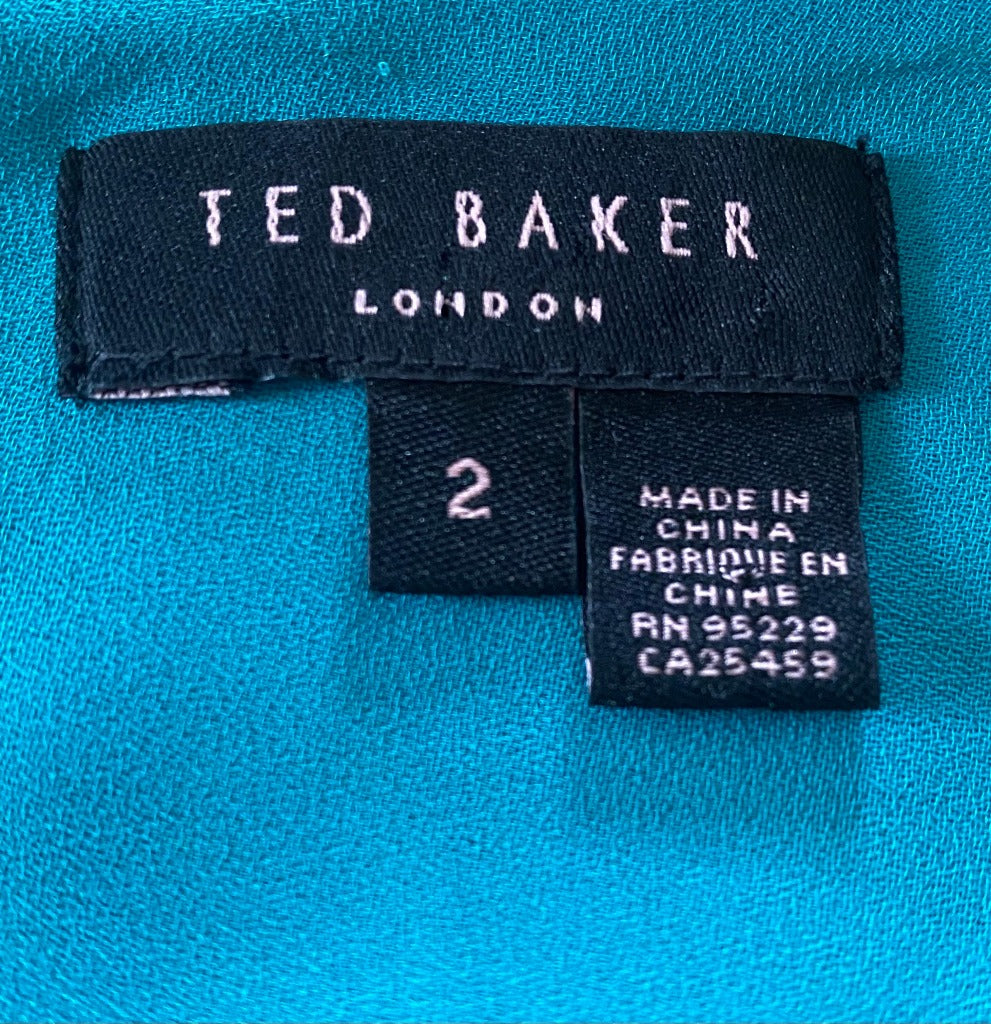 TED BAKER
LONDON
2
MADE IN
CHINA
FABRIQUE EN
CHINE
RN 95229
CA25459